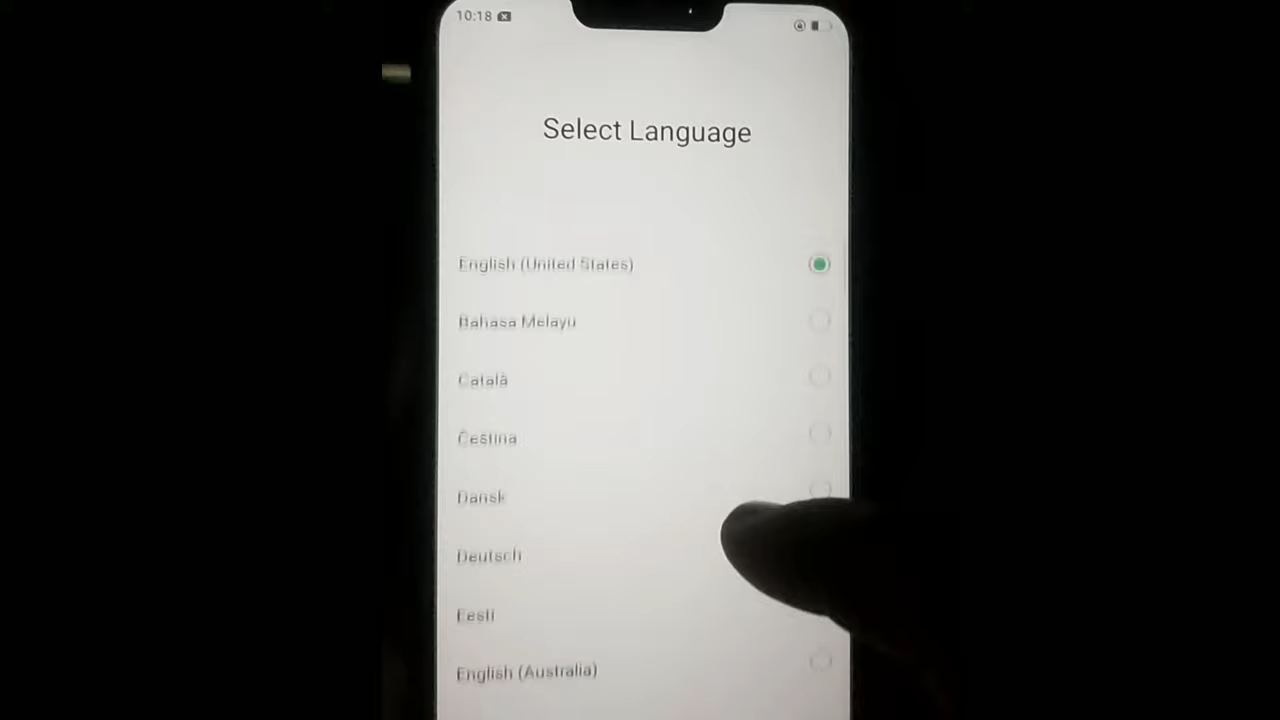 10:18
Select Language
English (United States)
Bahasa Melayu
Català
Čeština
Dansk
Deutsch
Eesti
English (Australia)